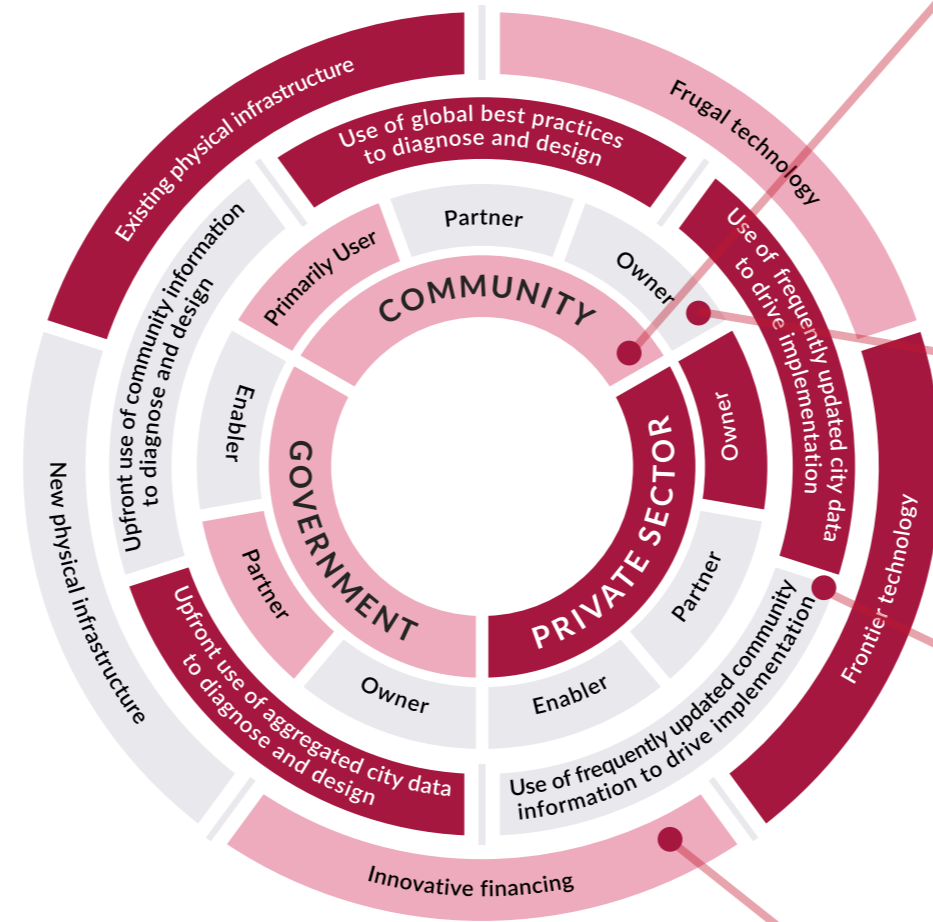 Existing physical infrastructure
Frugal technology
Frontier technology
Innovative financing
New physical infrastructure
Use of global best practices
to diagnose and design
Use of frequently updated city data
to drive implementation
Use of frequently updated community
information to drive implementation
Upfront use of aggregated city data
to diagnose and design
Upfront use of community information
to diagnose and design
Primarily User
Partner
Owner
Owner
Partner
Enabler
Owner
Partner
Enabler
COMMUNITY
PRIVATE SECTOR
GOVERNMENT